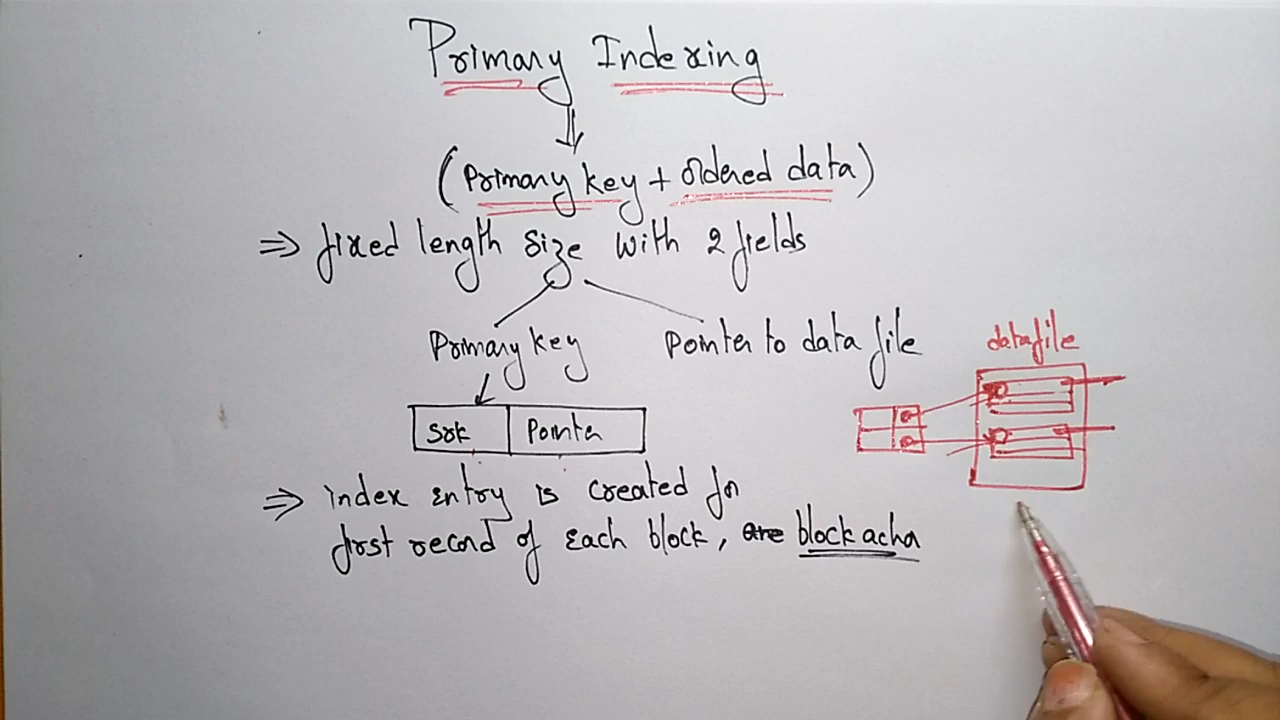 Primary Indexing
(Primary key + Ordered data)
⇒ fixed length size with 2 fields
Primary key
Pointer to data file
datafile
Pointer
⇒ index entry is created for
first record of each block, are block acha